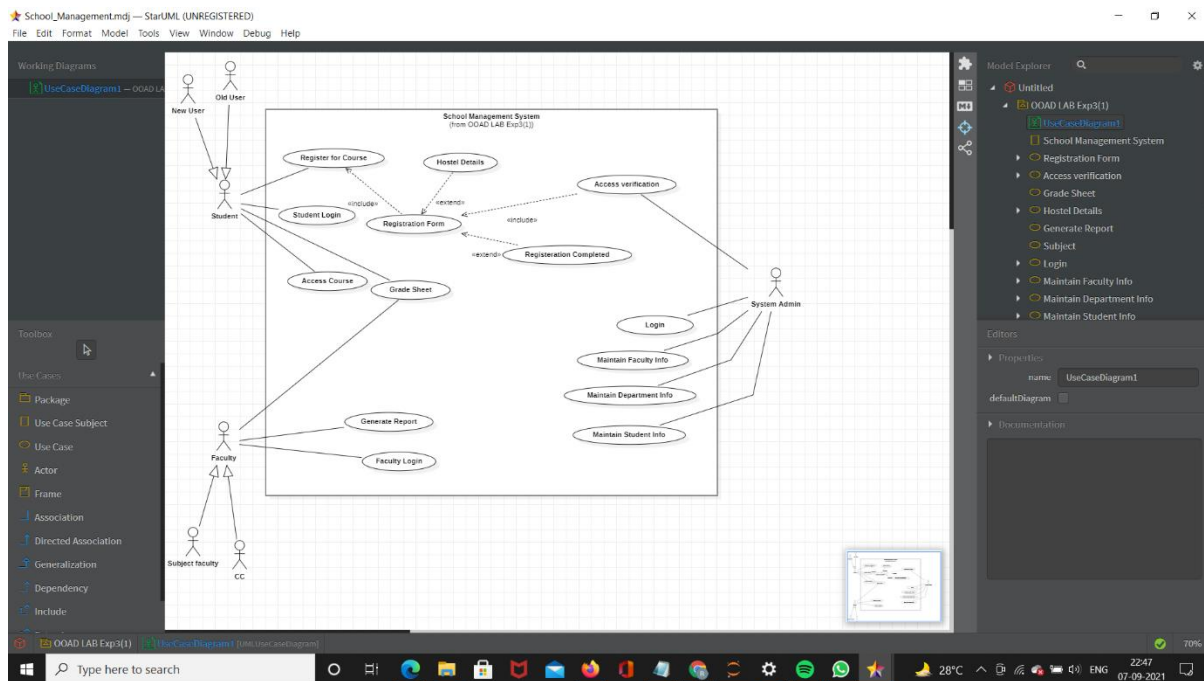 School_Management.mdj — StarUML (UNREGISTERED)
File Edit Format Model Tools View Window Debug Help
Working Diagrams
UseCaseDiagram1 — OOAD LA
Toolbox
Use Cases
Package
Use Case Subject
Use Case
Actor
Frame
Association
Directed Association
Generalization
Dependency
Include
New User
Old User
Student
School Management System
(from OOAD LAB Exp3(1))
Register for Course
Hostel Details
Access verification
«include»
«extend»
«include»
Student Login
Registration Form
«extend»
Registeration Completed
Access Course
Grade Sheet
System Admin
Login
Maintain Faculty Info
Maintain Department Info
Maintain Student Info
Generate Report
Faculty Login
Faculty
Subject faculty
CC
Model Explorer
Untitled
OOAD LAB Exp3(1)
UseCaseDiagram1
School Management System
Registration Form
Access verification
Grade Sheet
Hostel Details
Generate Report
Subject
Login
Maintain Faculty Info
Maintain Department Info
Maintain Student Info
Editors
Properties
name UseCaseDiagram1
defaultDiagram
Documentation
OOAD LAB Exp3(1) UseCaseDiagram1 [UMLUseCaseDiagram]
70%
Type here to search
28°C
ENG
22:47
07-09-2021